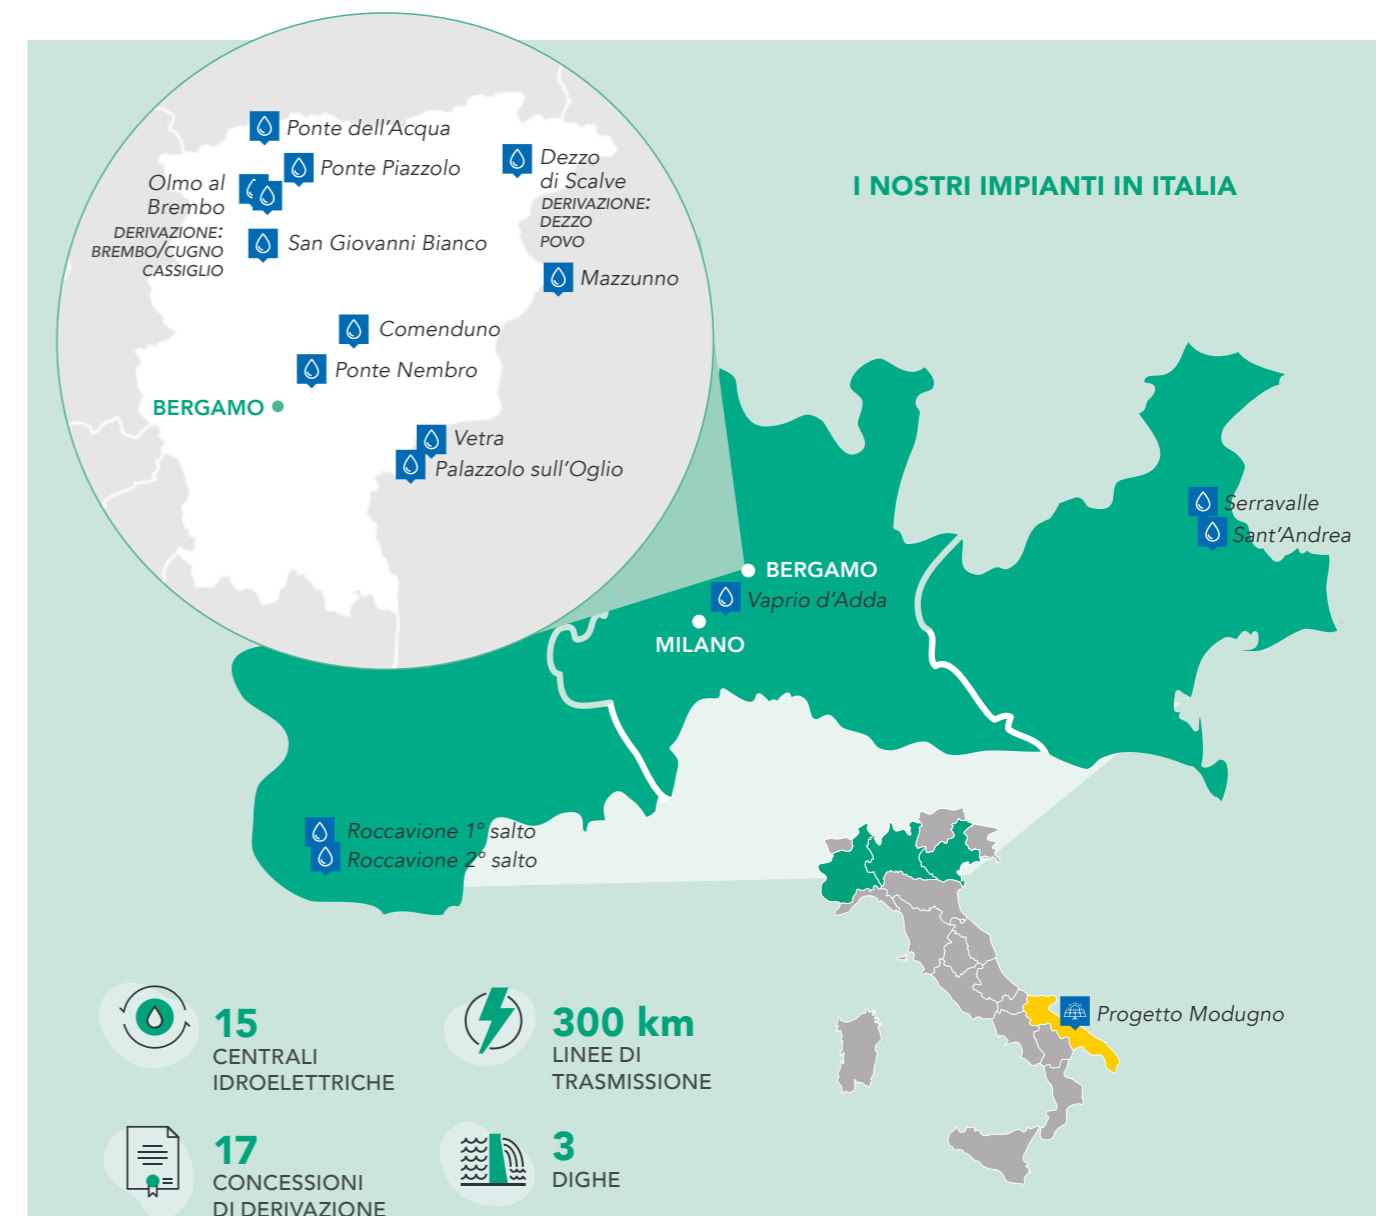 I NOSTRI IMPIANTI IN ITALIA
Ponte dell'Acqua
Ponte Piazzolo
Olmo al
Brembo
DERIVAZIONE:
BREMBO/CUGNO
CASSIGLIO
San Giovanni Bianco
Dezzo
di Scalve
DERIVAZIONE:
DEZZO
POVO
Mazzunno
Comenduno
Ponte Nembro
BERGAMO
Vetra
Palazzolo sull'Oglio
Serravalle
Sant'Andrea
BERGAMO
Vaprio d'Adda
MILANO
Roccavione 1° salto
Roccavione 2° salto
Progetto Modugno
15
CENTRALI
IDROELETTRICHE
300 km
LINEE DI
TRASMISSIONE
17
CONCESSIONI
DI DERIVAZIONE
3
DIGHE